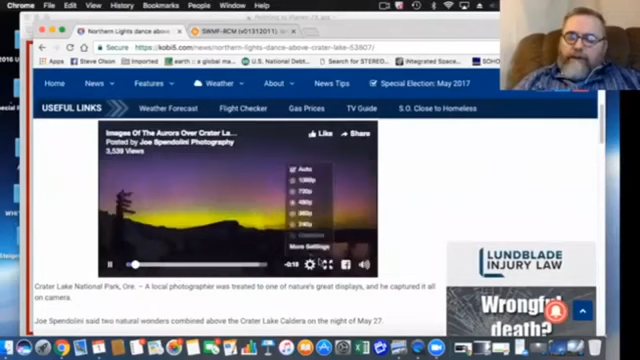 Chrome File Edit View History Bookmarks People Window Help
Northern Lights dance above
SWMF-RCM (v01312011)
Secure https://kobi5.com/news/northern-lights-dance-above-crater-lake-53807/
Search for STEREO
Integrated Space
Home News Features Weather About News Tips Special Election: May 2017
USEFUL LINKS Weather Forecast Flight Checker Gas Prices TV Guide S.O. Close to Homeless
Images Of The Aurora Over Crater La...
Like Share
Posted by Joe Spendolini Photography
3,539 Views
Auto
1080p
720p
480p
360p
240p
More Settings
-0:18
LUNDBLADE
INJURY LAW
Wrongful
death?
Crater Lake National Park, Ore. – A local photographer was treated to one of nature's great displays, and he captured it all
on camera.
Joe Spendolini said two natural wonders combined above the Crater Lake Caldera on the night of May 27.